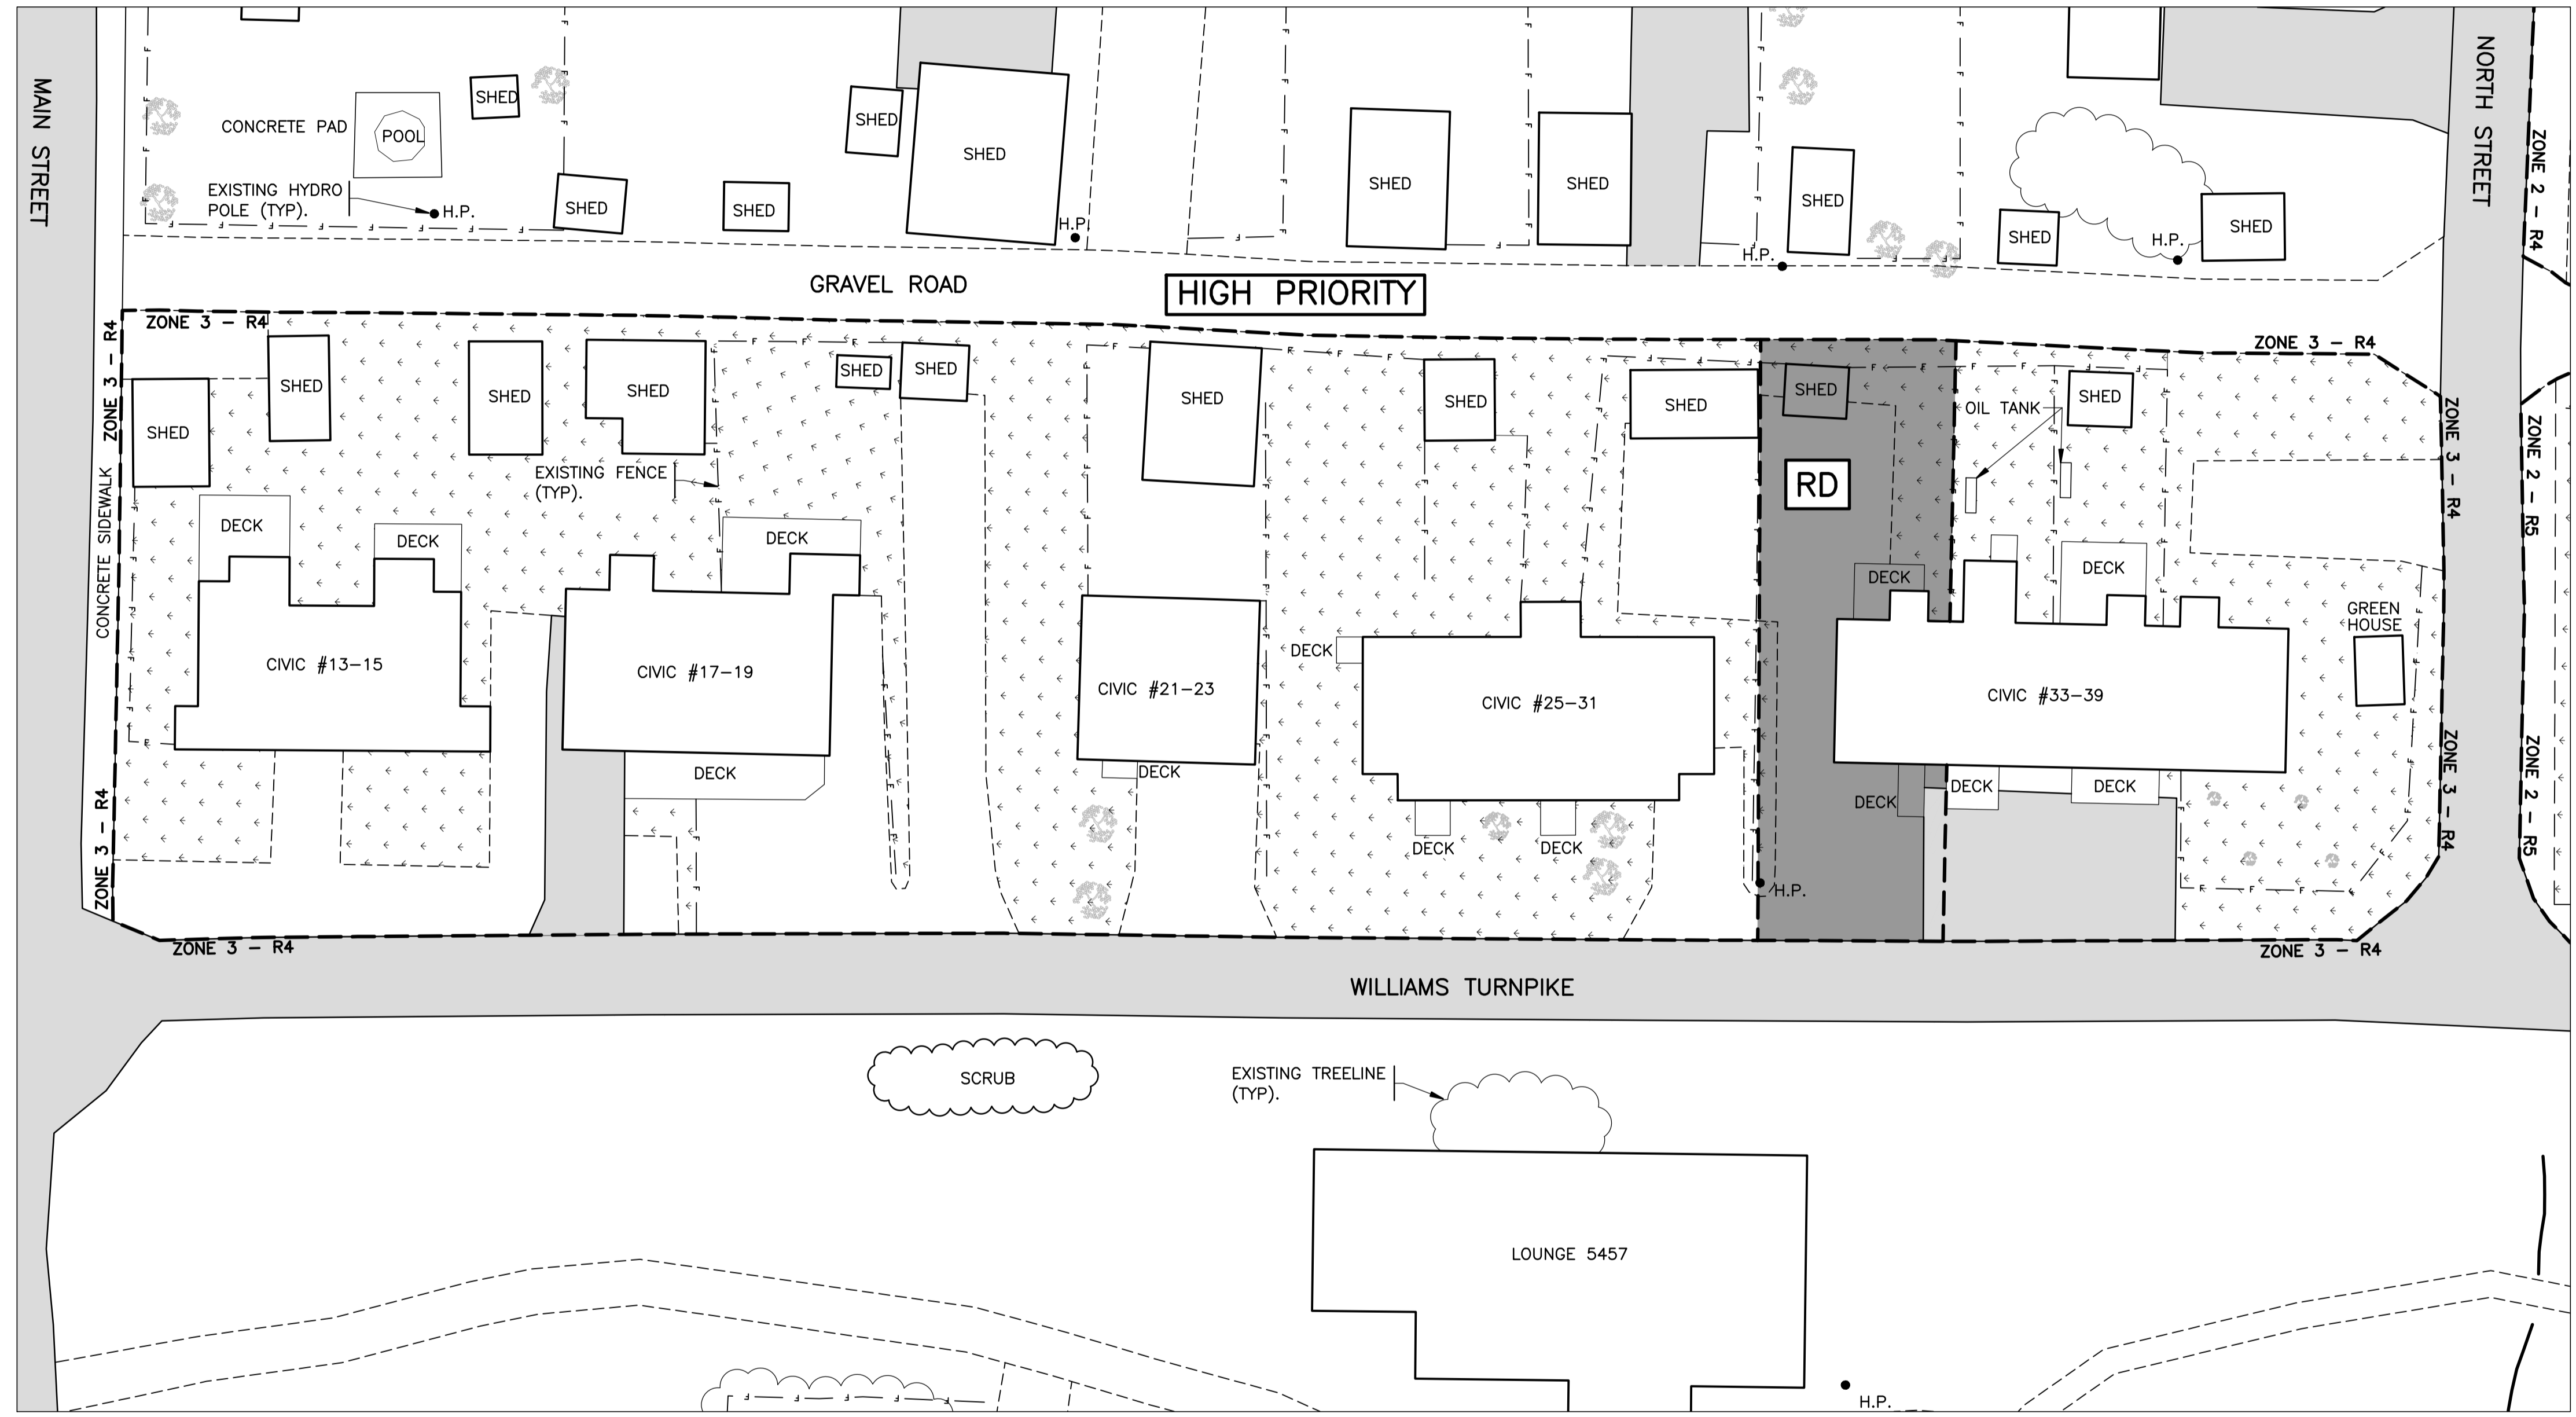 MAIN STREET
NORTH STREET
ZONE 2 – R4
SHED
CONCRETE PAD
POOL
SHED
SHED
EXISTING HYDRO
POLE (TYP).
H.P.
SHED
SHED
H.P.
SHED
SHED
SHED
H.P.
SHED
H.P.
SHED
GRAVEL ROAD
HIGH PRIORITY
ZONE 3 – R4
ZONE 3 – R4
ZONE 3 – R4
SHED
SHED
SHED
SHED
SHED
SHED
SHED
SHED
SHED
SHED
OIL TANK
SHED
ZONE 3 – R4
ZONE 2 – R5
EXISTING FENCE
(TYP).
RD
CONCRETE SIDEWALK
DECK
DECK
DECK
DECK
DECK
GREEN
HOUSE
CIVIC #13–15
CIVIC #17–19
CIVIC #21–23
DECK
CIVIC #25–31
CIVIC #33–39
DECK
DECK
DECK
DECK
DECK
DECK
DECK
H.P.
ZONE 3 – R4
ZONE 3 – R4
ZONE 2 – R5
ZONE 3 – R4
ZONE 3 – R4
WILLIAMS TURNPIKE
SCRUB
EXISTING TREELINE
(TYP).
LOUNGE 5457
H.P.